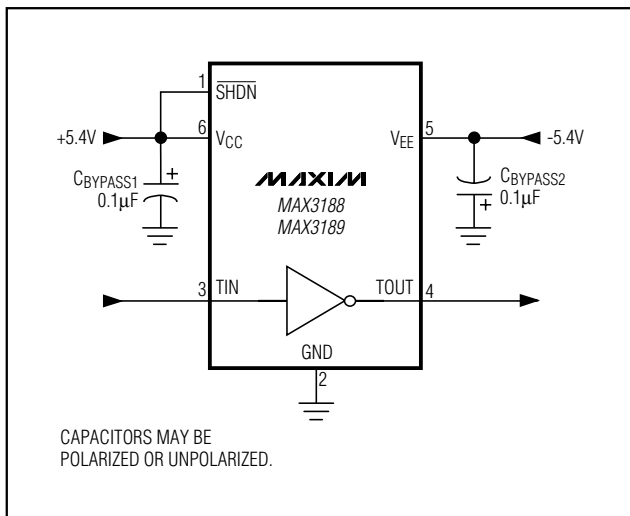 1
SHDN
+5.4V
6
VCC
VEE
5
-5.4V
CBYPASS1
0.1µF
+
MAXIM
MAX3188
MAX3189
CBYPASS2
0.1µF
+
3
TIN
TOUT
4
GND
2
CAPACITORS MAY BE
POLARIZED OR UNPOLARIZED.